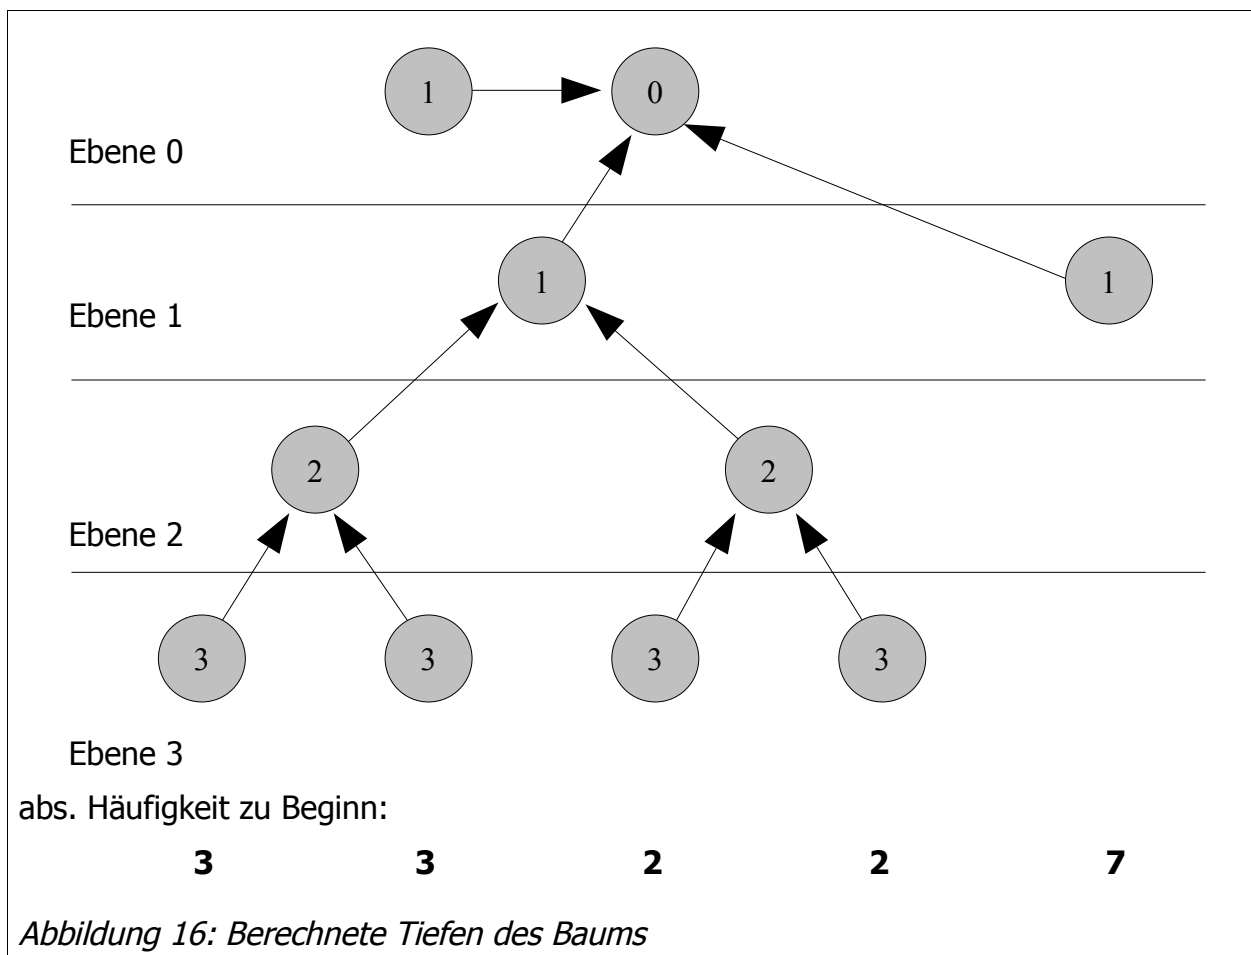 1 0
Ebene 0
1 1
Ebene 1
2 2
Ebene 2
3 3 3 3
Ebene 3
abs. Häufigkeit zu Beginn:
3 3 2 2 7
Abbildung 16: Berechnete Tiefen des Baums